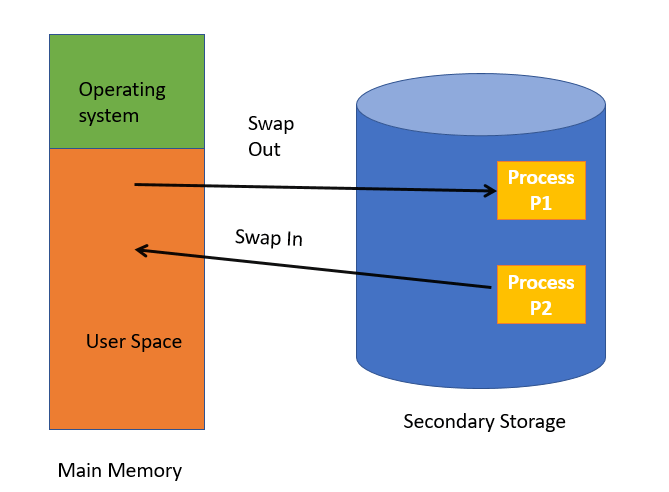 Operating
system
Swap
Out
Process
P1
Swap In
Process
P2
User Space
Secondary Storage
Main Memory